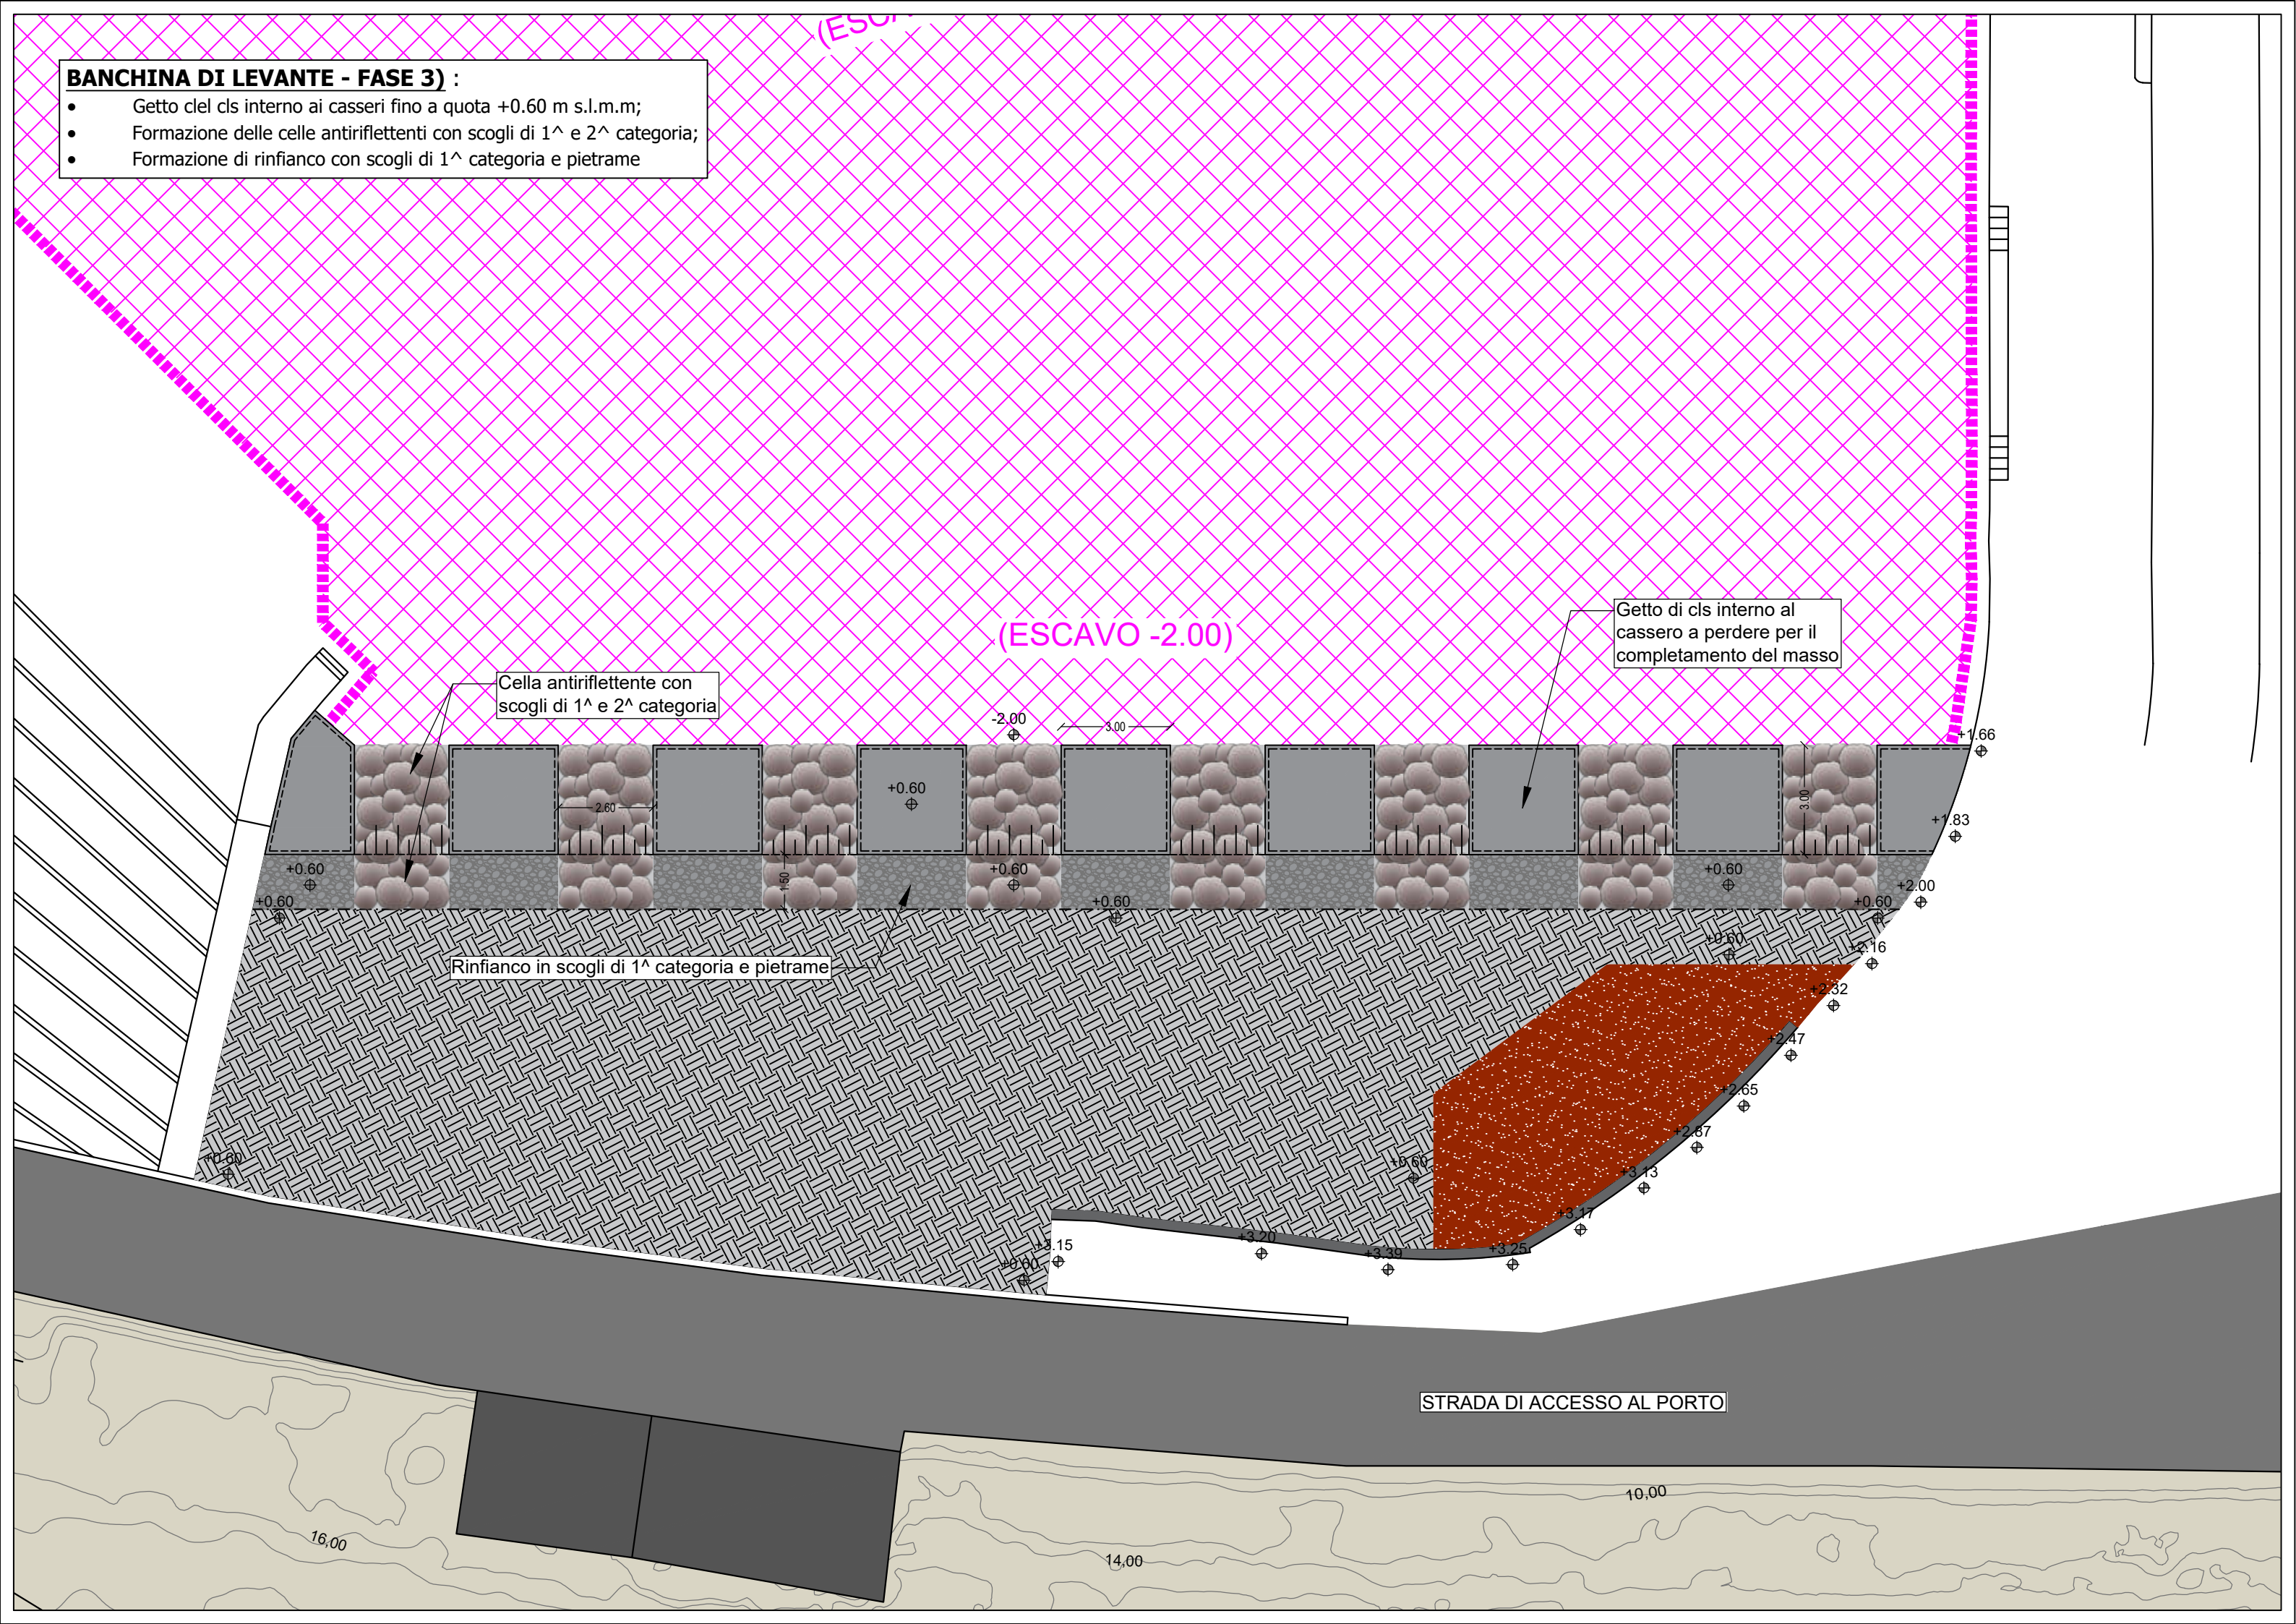 (ESCA
BANCHINA DI LEVANTE - FASE 3) :
• Getto clel cls interno ai casseri fino a quota +0.60 m s.l.m.m;
• Formazione delle celle antiriflettenti con scogli di 1^ e 2^ categoria;
• Formazione di rinfianco con scogli di 1^ categoria e pietrame
Getto di cls interno al
cassero a perdere per il
completamento del masso
(ESCAVO -2.00)
Cella antiriflettente con
scogli di 1^ e 2^ categoria
-2.00
3.00
+1.66
+0.60
2.60
3.00
+1.83
+0.60
1.50
+0.60
+0.60
+2.00
+0.60
+0.60
+0.60
+0.60
+2.16
Rinfianco in scogli di 1^ categoria e pietrame
+2.32
+2.47
+2.65
+2.87
+0.60
+0.60
+3.13
+3.17
+3.15
+3.20
+3.39
+3.25
+0.60
STRADA DI ACCESSO AL PORTO
10,00
16,00
14,00